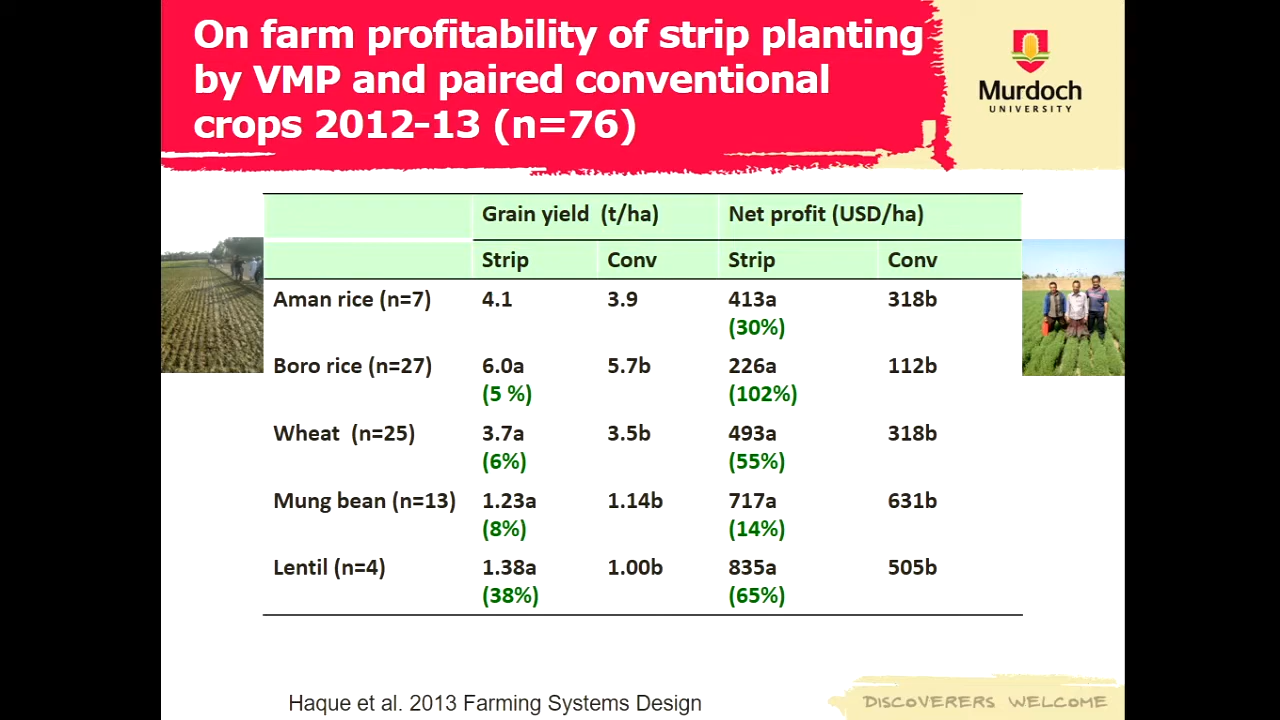 On farm profitability of strip planting
by VMP and paired conventional
crops 2012-13 (n=76)
Murdoch
UNIVERSITY
Grain yield (t/ha) Net profit (USD/ha)
Strip Conv Strip Conv
Aman rice (n=7) 4.1 3.9 413a 318b
(30%)
Boro rice (n=27) 6.0a 5.7b 226a 112b
(5 %) (102%)
Wheat (n=25) 3.7a 3.5b 493a 318b
(6%) (55%)
Mung bean (n=13) 1.23a 1.14b 717a 631b
(8%) (14%)
Lentil (n=4) 1.38a 1.00b 835a 505b
(38%) (65%)
Haque et al. 2013 Farming Systems Design
DISCOVERERS WELCOME